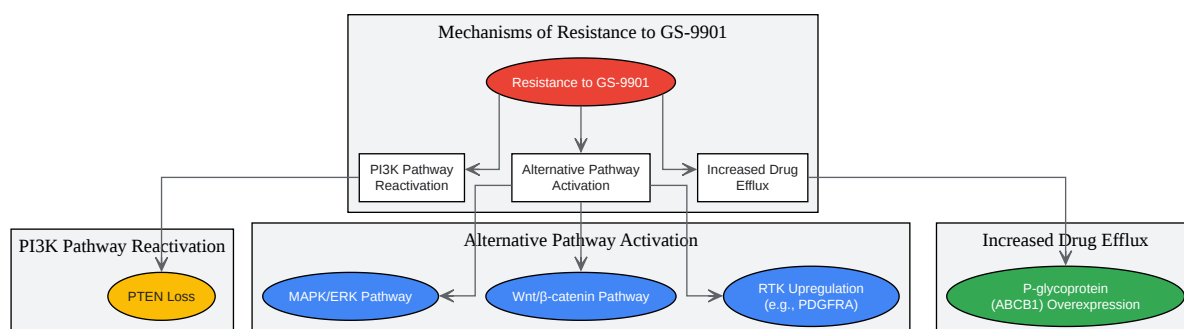 Mechanisms of Resistance to GS-9901
Resistance to GS-9901
PI3K Pathway
Reactivation
Alternative Pathway
Activation
Increased Drug
Efflux
PI3K Pathway Reactivation
Alternative Pathway Activation
Increased Drug Efflux
PTEN Loss
MAPK/ERK Pathway
Wnt/β-catenin Pathway
RTK Upregulation
(e.g., PDGFRA)
P-glycoprotein
(ABCB1) Overexpression